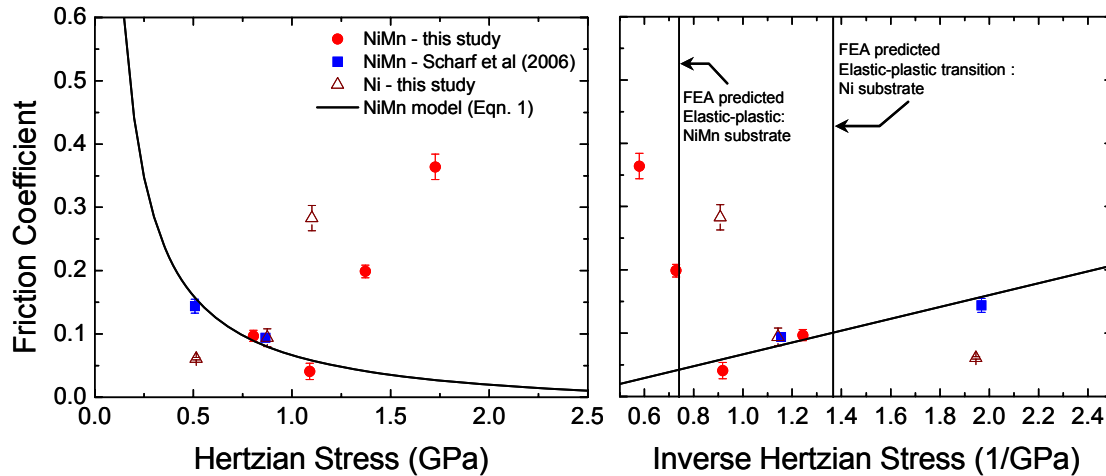 0.6
0.5
0.4
0.3
0.2
0.1
0.0
Friction Coefficient
NiMn - this study
NiMn - Scharf et al (2006)
Ni - this study
NiMn model (Eqn. 1)
0.0 0.5 1.0 1.5 2.0 2.5
Hertzian Stress (GPa)
FEA predicted
Elastic-plastic:
NiMn substrate
FEA predicted
Elastic-plastic transition :
Ni substrate
0.6 0.8 1.0 1.2 1.4 1.6 1.8 2.0 2.2 2.4
Inverse Hertzian Stress (1/GPa)